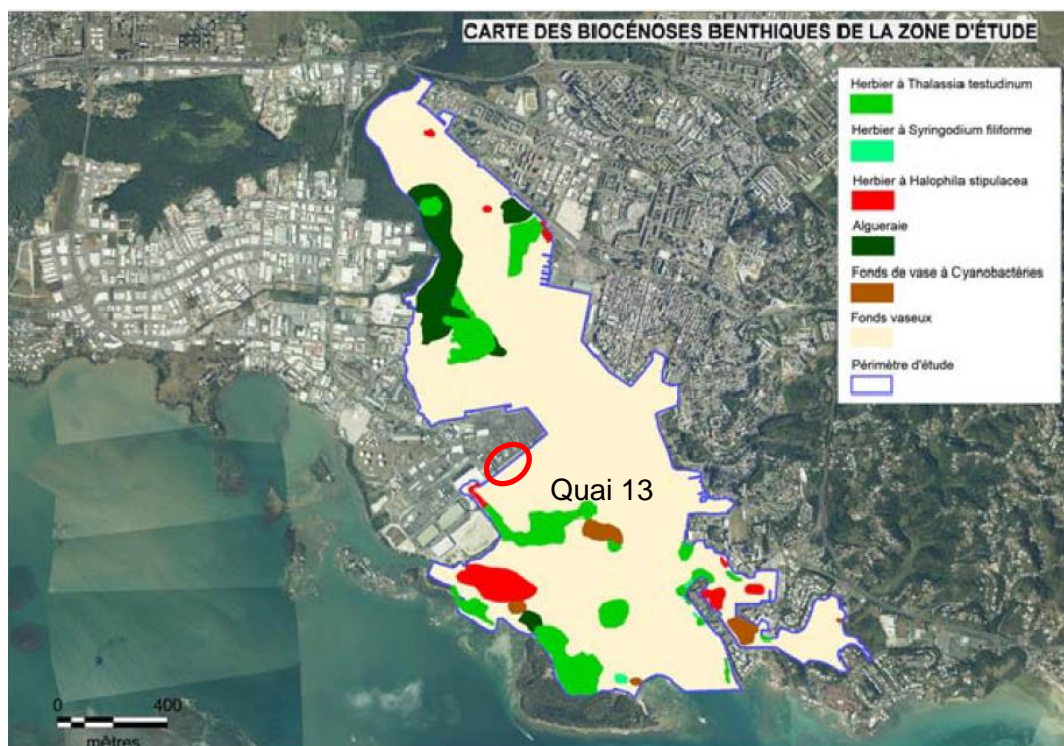 CARTE DES BIOCÉNOSES BENTHIQUES DE LA ZONE D'ÉTUDE
Herbier à Thalassia testudinum
Herbier à Syringodium filiforme
Herbier à Halophila stipulacea
Algueraie
Fonds de vase à Cyanobactéries
Fonds vaseux
Périmètre d'étude
Quai 13
0 400
mètres